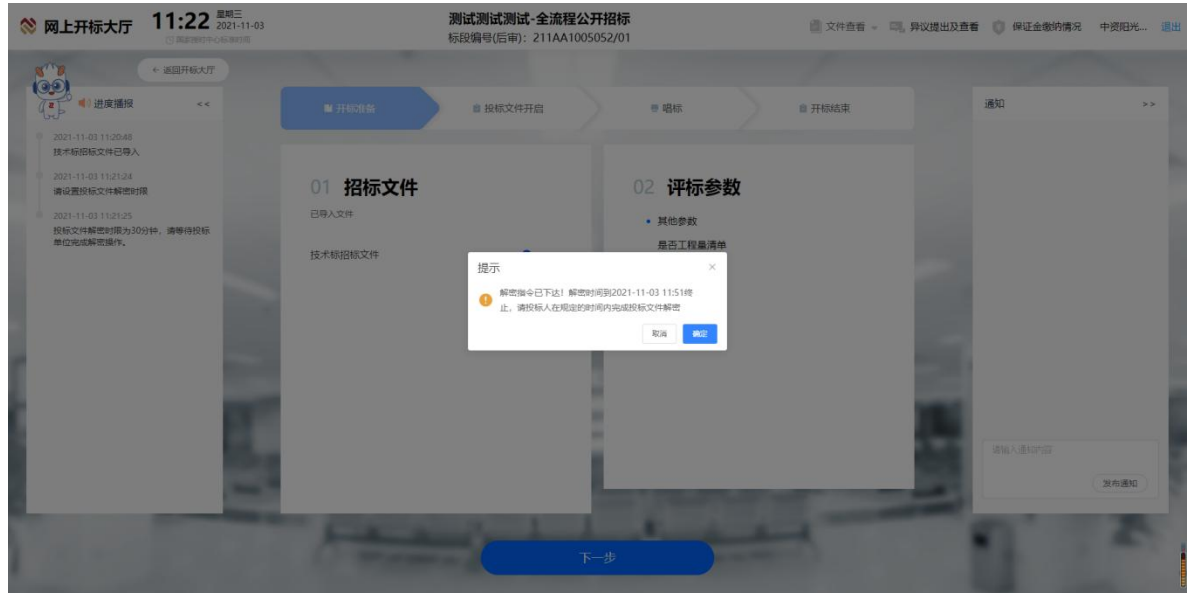 网上开标大厅
11:22 星期三
2021-11-03
国家授时中心标准时间
测试测试测试-全流程公开招标
标段编号(后审)：211AA1005052/01
文件查看
异议提出及查看
保证金缴纳情况
中资阳光...
退出
← 返回开标大厅
进度播报
<<
2021-11-03 11:20:48
技术标招标文件已导入
2021-11-03 11:21:24
请设置投标文件解密时限
2021-11-03 11:21:25
投标文件解密时限为30分钟，请等待投标
单位完成解密操作。
开标准备
投标文件开启
唱标
开标结束
01 招标文件
已导入文件
技术标招标文件
02 评标参数
其他参数
是否工程量清单
提示
×
解密指令已下达！解密时间到2021-11-03 11:51终
止，请投标人在规定的时间内完成投标文件解密
取消
确定
通知
>>
请输入通知内容
发布通知
下一步